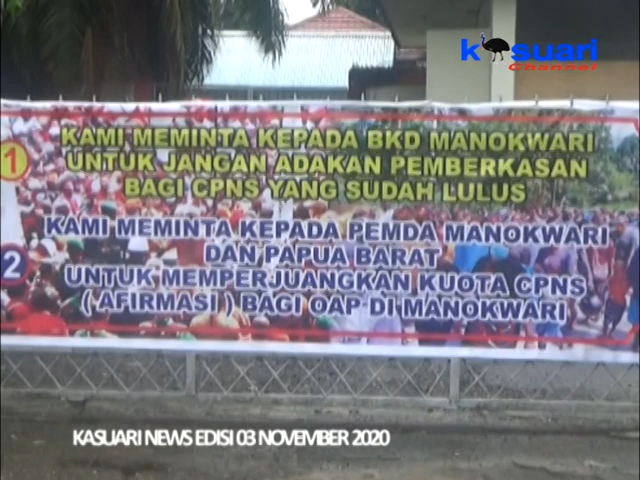 kasuari
Channel
1
KAMI MEMINTA KEPADA BKD MANOKWARI
UNTUK JANGAN ADAKAN PEMBERKASAN
BAGI CPNS YANG SUDAH LULUS
2
KAMI MEMINTA KEPADA PEMDA MANOKWARI
DAN PAPUA BARAT
UNTUK MEMPERJUANGKAN KUOTA CPNS
( AFIRMASI ) BAGI OAP DI MANOKWARI
KASUARI NEWS EDISI 03 NOVEMBER 2020